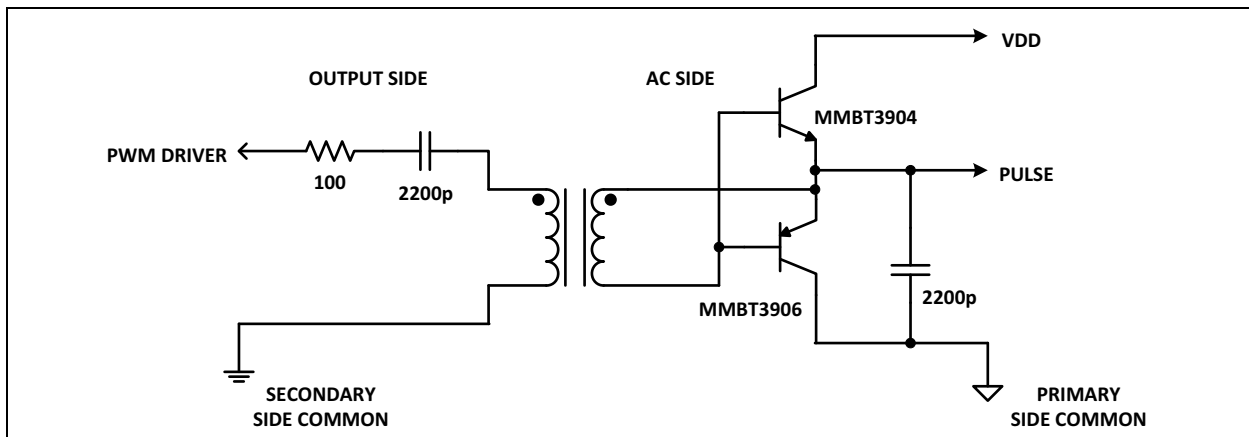 VDD
OUTPUT SIDE
AC SIDE
MMBT3904
PWM DRIVER
100
2200p
PULSE
2200p
MMBT3906
SECONDARY
SIDE COMMON
PRIMARY
SIDE COMMON